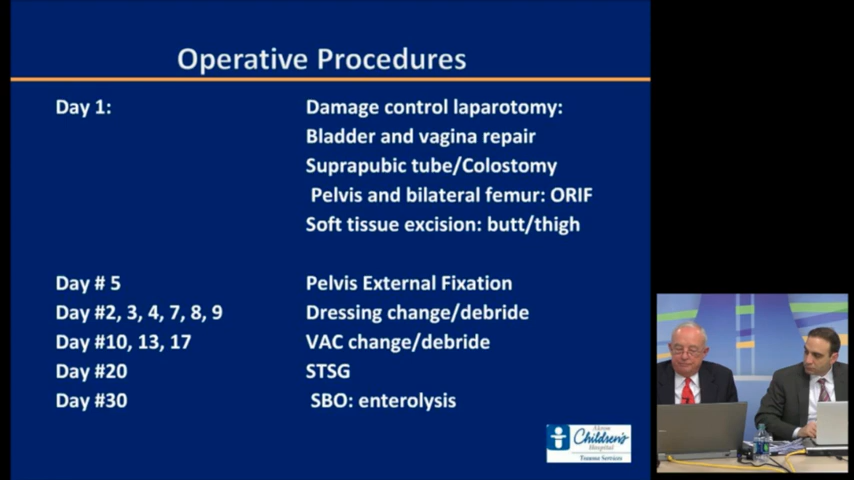 Operative Procedures
Day 1: Damage control laparotomy:
Bladder and vagina repair
Suprapubic tube/Colostomy
Pelvis and bilateral femur: ORIF
Soft tissue excision: butt/thigh
Day # 5 Pelvis External Fixation
Day #2, 3, 4, 7, 8, 9 Dressing change/debride
Day #10, 13, 17 VAC change/debride
Day #20 STSG
Day #30 SBO: enterolysis
Akron
Children's
Hospital
Trauma Services